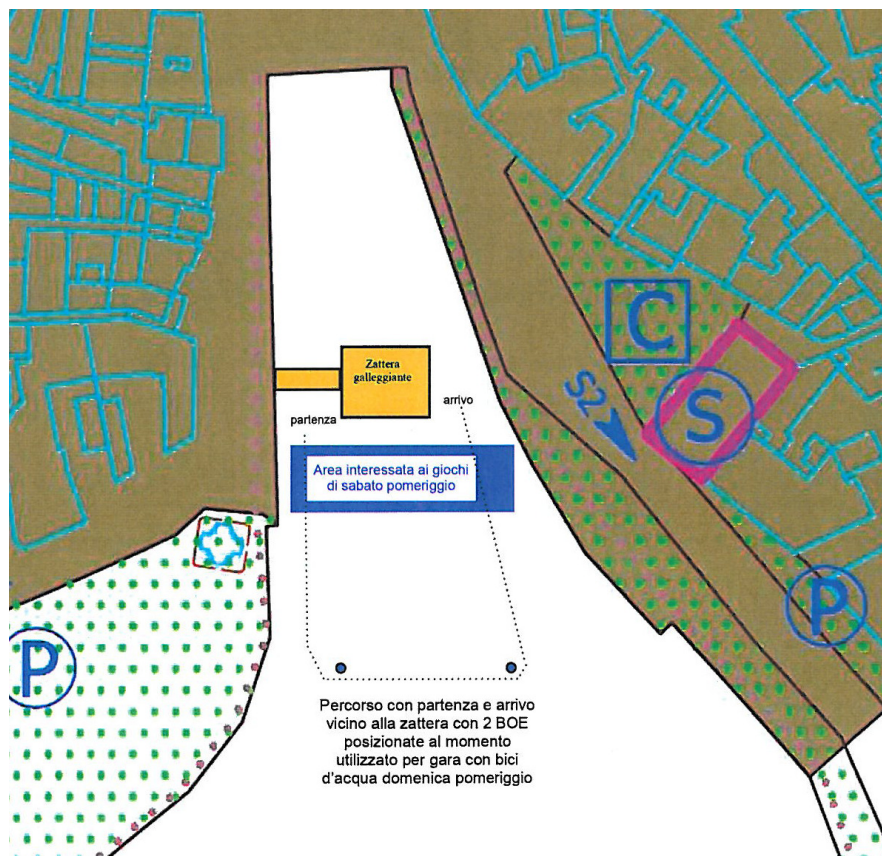 C
S2
S
Zattera
galleggiante
arrivo
partenza
Area interessata ai giochi
di sabato pomeriggio
P
P
Percorso con partenza e arrivo
vicino alla zattera con 2 BOE
posizionate al momento
utilizzato per gara con bici
d'acqua domenica pomeriggio